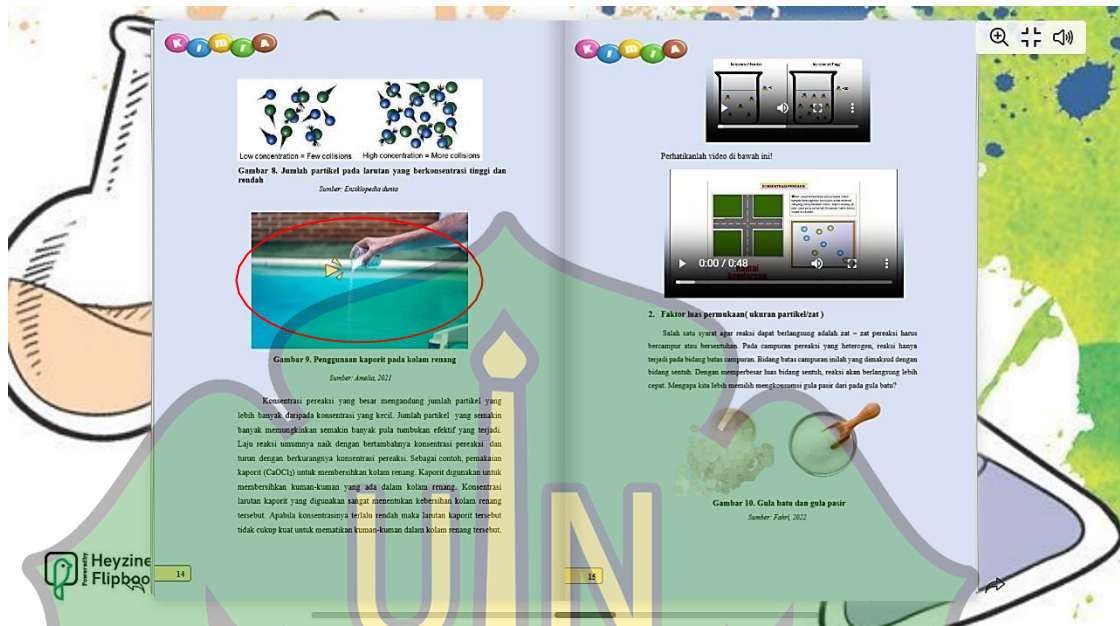 KIMIA
Low concentration = Few collisions
High concentration = More collisions
Gambar 8. Jumlah partikel pada larutan yang berkonsentrasi tinggi dan
rendah
Sumber: Ensiklopedia dunia
Gambar 9. Penggunaan kaporit pada kolam renang
Sumber: Amalia, 2021
Konsentrasi pereaksi yang besar mengandung jumlah partikel yang
lebih banyak daripada konsentrasi yang kecil. Jumlah partikel yang semakin
banyak memungkinkan semakin banyak pula tumbukan efektif yang terjadi.
Laju reaksi umumnya naik dengan bertambahnya konsentrasi pereaksi dan
turun dengan berkurangnya konsentrasi pereaksi. Sebagai contoh, pemakaian
kaporit (CaOCl₂) untuk membersihkan kolam renang. Kaporit digunakan untuk
membersihkan kuman-kuman yang ada dalam kolam renang. Konsentrasi
larutan kaporit yang digunakan sangat menentukan kebersihan kolam renang
tersebut. Apabila konsentrasinya terlalu rendah maka larutan kaporit tersebut
tidak cukup kuat untuk mematikan kuman-kuman dalam kolam renang tersebut.
14
Powered by
Heyzine
Flipboo
KIMIA
Perhatikanlah video di bawah ini!
0:00 / 0:48
2. Faktor luas permukaan( ukuran partikel/zat )
Salah satu syarat agar reaksi dapat berlangsung adalah zat – zat pereaksi harus
bercampur atau bersentuhan. Pada campuran pereaksi yang heterogen, reaksi hanya
terjadi pada bidang batas campuran. Bidang batas campuran inilah yang dimaksud dengan
bidang sentuh. Dengan memperbesar luas bidang sentuh, reaksi akan berlangsung lebih
cepat. Mengapa kita lebih memilih mengkonsumsi gula pasir dari pada gula batu?
Gambar 10. Gula batu dan gula pasir
Sumber: Fahri, 2022
15
UIN